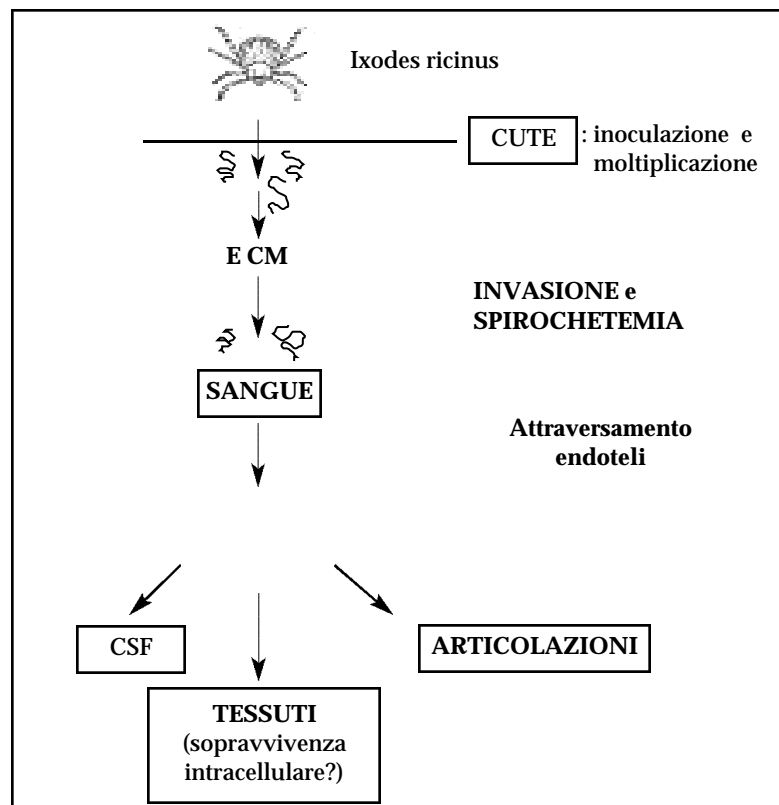 Ixodes ricinus
CUTE : inoculazione e
moltiplicazione
E CM
INVASIONE e
SPIROCHETEMIA
SANGUE
Attraversamento
endoteli
CSF
ARTICOLAZIONI
TESSUTI
(sopravvivenza
intracellulare?)